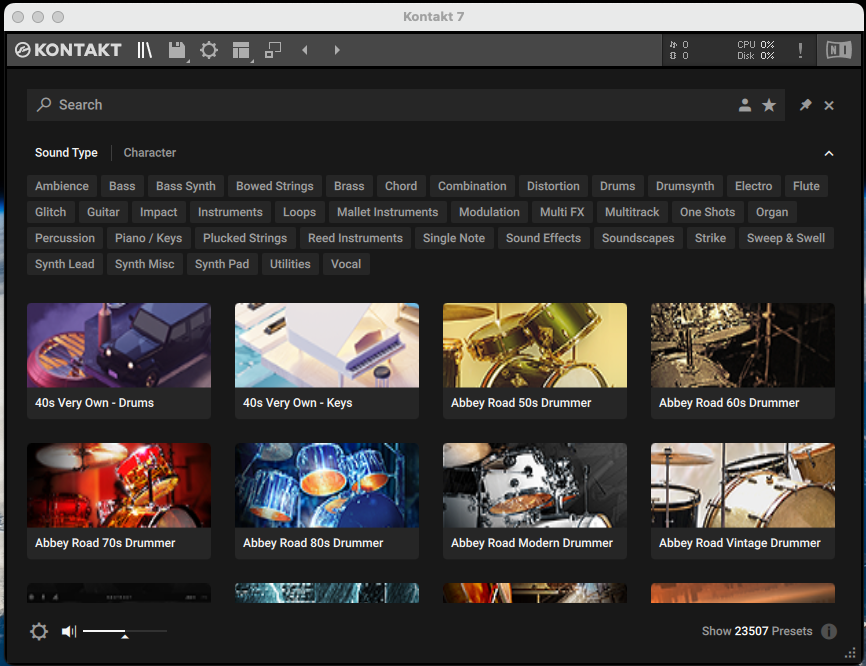 Kontakt 7
KONTAKT
0 CPU 0%
0 Disk 0%
!
NI
Search
Sound Type Character
Ambience Bass Bass Synth Bowed Strings Brass Chord Combination Distortion Drums Drumsynth Electro Flute
Glitch Guitar Impact Instruments Loops Mallet Instruments Modulation Multi FX Multitrack One Shots Organ
Percussion Piano / Keys Plucked Strings Reed Instruments Single Note Sound Effects Soundscapes Strike Sweep & Swell
Synth Lead Synth Misc Synth Pad Utilities Vocal
40s Very Own - Drums 40s Very Own - Keys Abbey Road 50s Drummer Abbey Road 60s Drummer
Abbey Road 70s Drummer Abbey Road 80s Drummer Abbey Road Modern Drummer Abbey Road Vintage Drummer
Show 23507 Presets